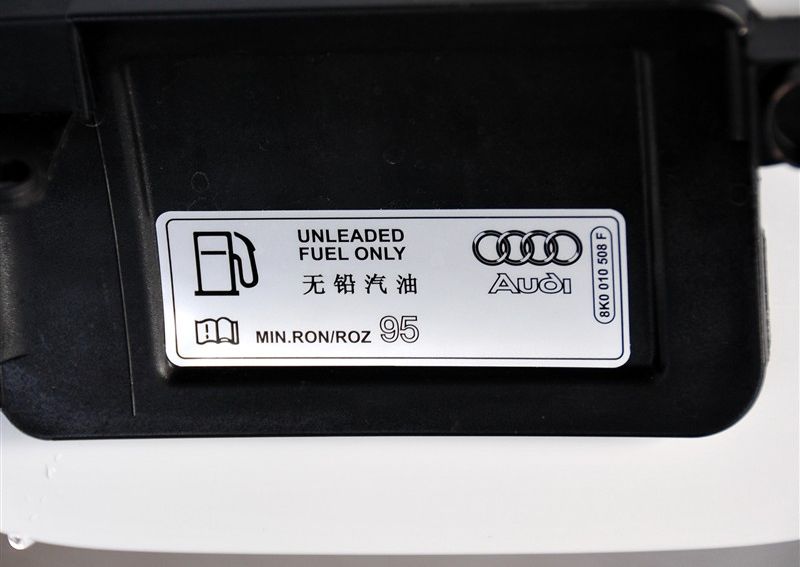 UNLEADED
FUEL ONLY
无铅汽油
MIN.RON/ROZ 95
Audi
8K0 010 508 F